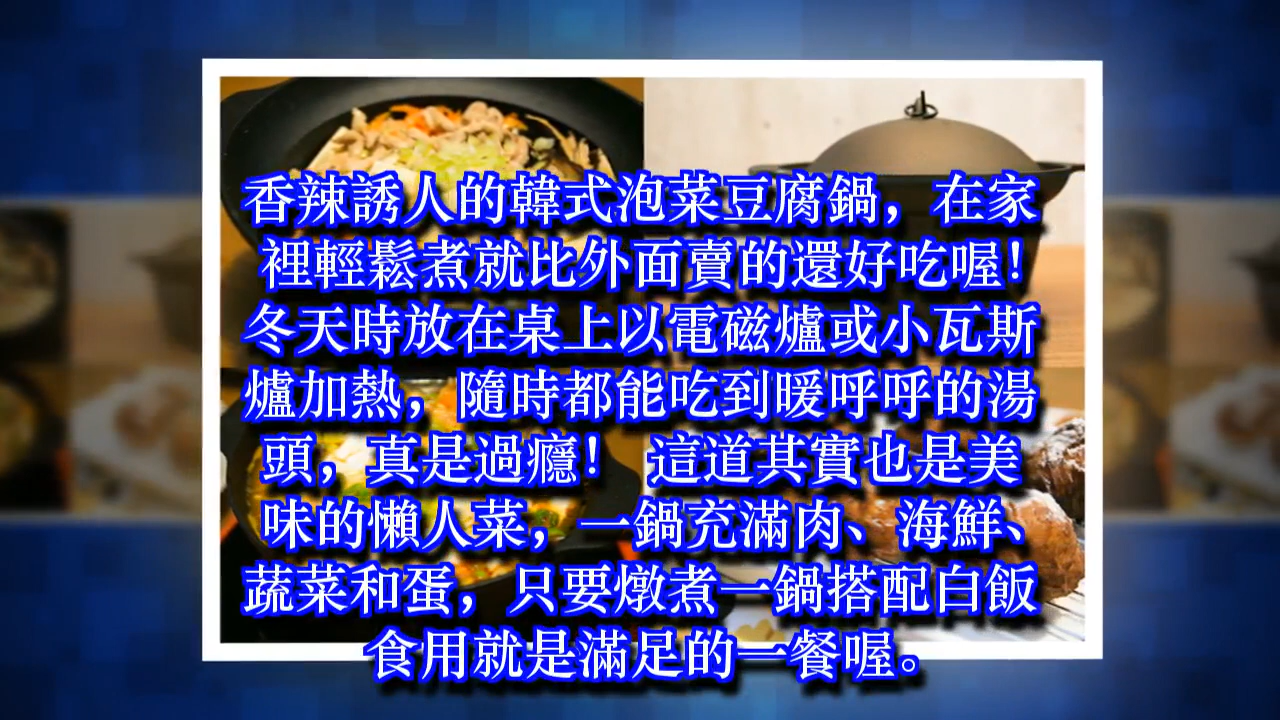 香辣誘人的韓式泡菜豆腐鍋，在家
裡輕鬆煮就比外面賣的還好吃喔！
冬天時放在桌上以電磁爐或小瓦斯
爐加熱，隨時都能吃到暖呼呼的湯
頭，真是過癮！ 這道其實也是美
味的懶人菜，一鍋充滿肉、海鮮、
蔬菜和蛋，只要燉煮一鍋搭配白飯
食用就是滿足的一餐喔。